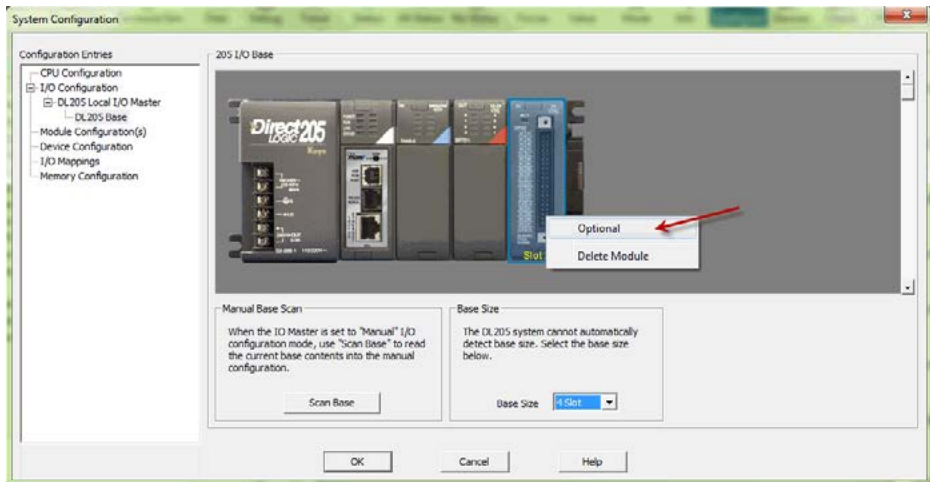 System Configuration
Configuration Entries
CPU Configuration
I/O Configuration
DL205 Local I/O Master
DL205 Base
Module Configuration(s)
Device Configuration
I/O Mappings
Memory Configuration
205 I/O Base
Direct
LOGIC 205
Koyo
Slot
Optional
Delete Module
Manual Base Scan
When the IO Master is set to "Manual" I/O
configuration mode, use "Scan Base" to read
the current base contents into the manual
configuration.
Scan Base
Base Size
The DL205 system cannot automatically
detect base size. Select the base size
below.
Base Size 4 Slot
OK
Cancel
Help